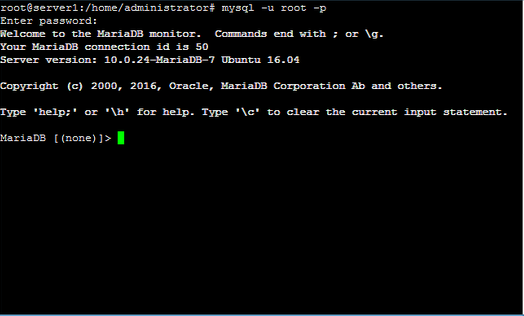 root@server1:/home/administrator# mysql -u root -p
Enter password:
Welcome to the MariaDB monitor.  Commands end with ; or \g.
Your MariaDB connection id is 50
Server version: 10.0.24-MariaDB-7 Ubuntu 16.04
Copyright (c) 2000, 2016, Oracle, MariaDB Corporation Ab and others.
Type 'help;' or '\h' for help. Type '\c' to clear the current input statement.
MariaDB [(none)]>